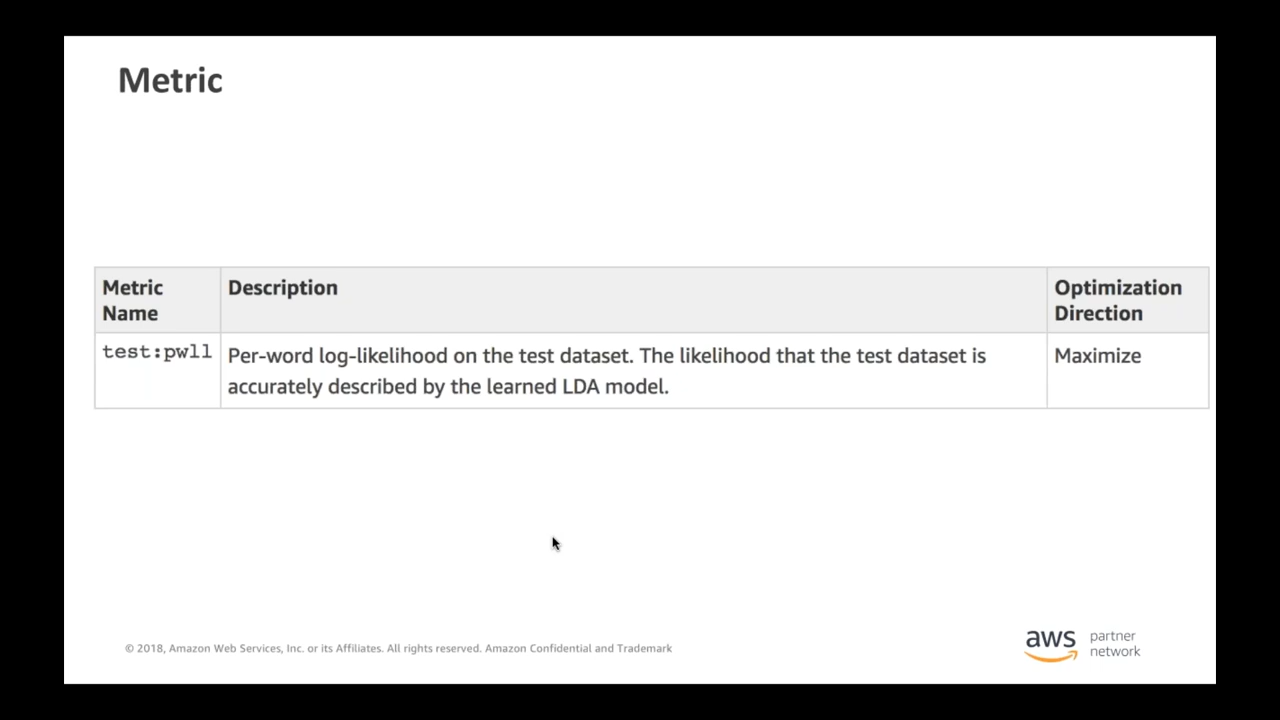 Metric
Metric
Name
Description
Optimization
Direction
test:pwll
Per-word log-likelihood on the test dataset. The likelihood that the test dataset is
accurately described by the learned LDA model.
Maximize
© 2018, Amazon Web Services, Inc. or its Affiliates. All rights reserved. Amazon Confidential and Trademark
aws
partner
network